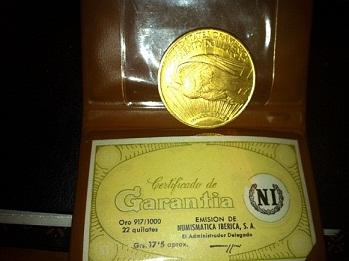 Certificado de
Garantía
NI
Oro 917/1000
22 quilates
Grs. 17'5 aprox.
EMISION DE
NUMISMATICA IBERICA, S. A.
El Administrador Delegado